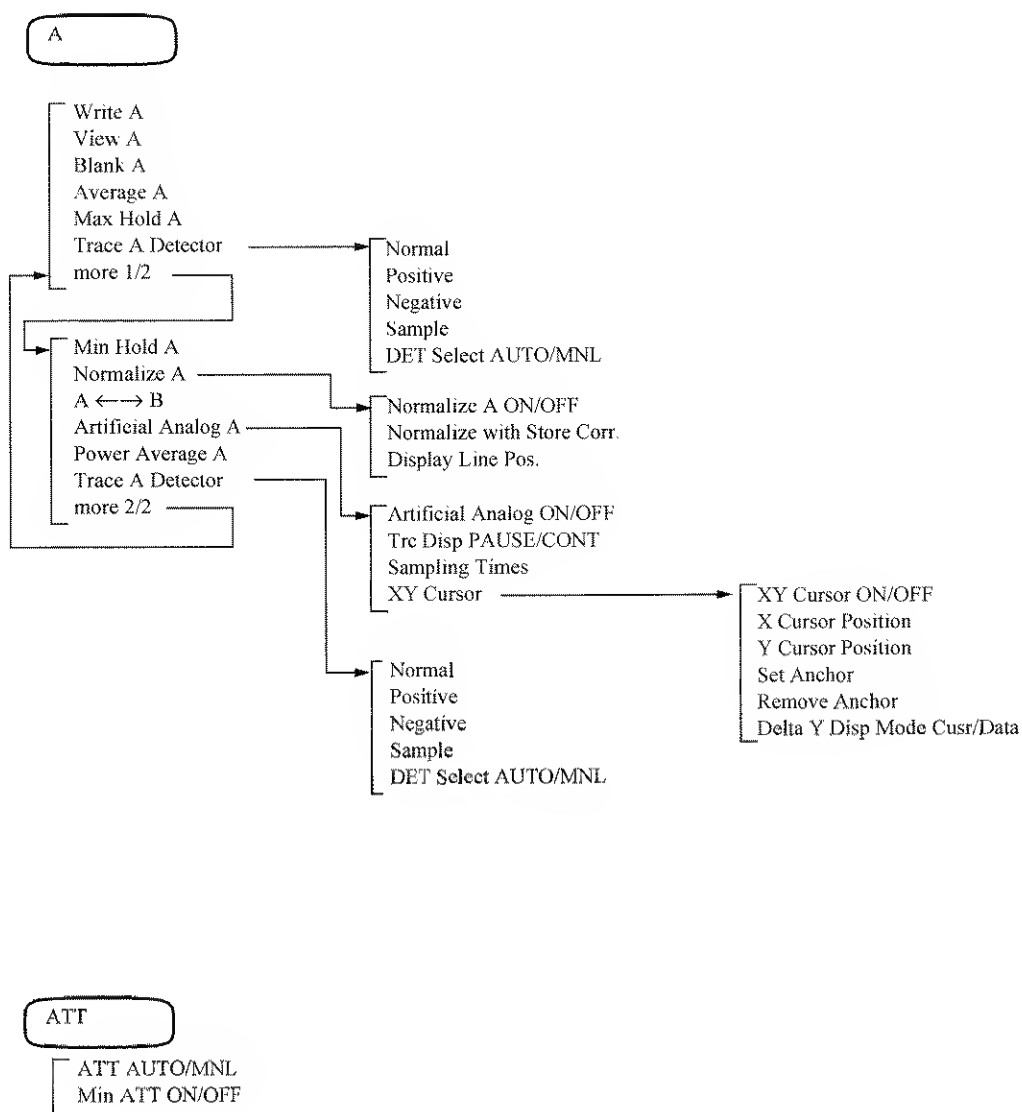 A
Write A
View A
Blank A
Average A
Max Hold A
Trace A Detector
more 1/2
Normal
Positive
Negative
Sample
DET Select AUTO/MNL
Min Hold A
Normalize A
A ←--→ B
Artificial Analog A
Power Average A
Trace A Detector
more 2/2
Normalize A ON/OFF
Normalize with Store Corr.
Display Line Pos.
Artificial Analog ON/OFF
Trc Disp PAUSE/CONT
Sampling Times
XY Cursor
XY Cursor ON/OFF
X Cursor Position
Y Cursor Position
Set Anchor
Remove Anchor
Delta Y Disp Mode Cusr/Data
Normal
Positive
Negative
Sample
DET Select AUTO/MNL
ATT
ATT AUTO/MNL
Min ATT ON/OFF